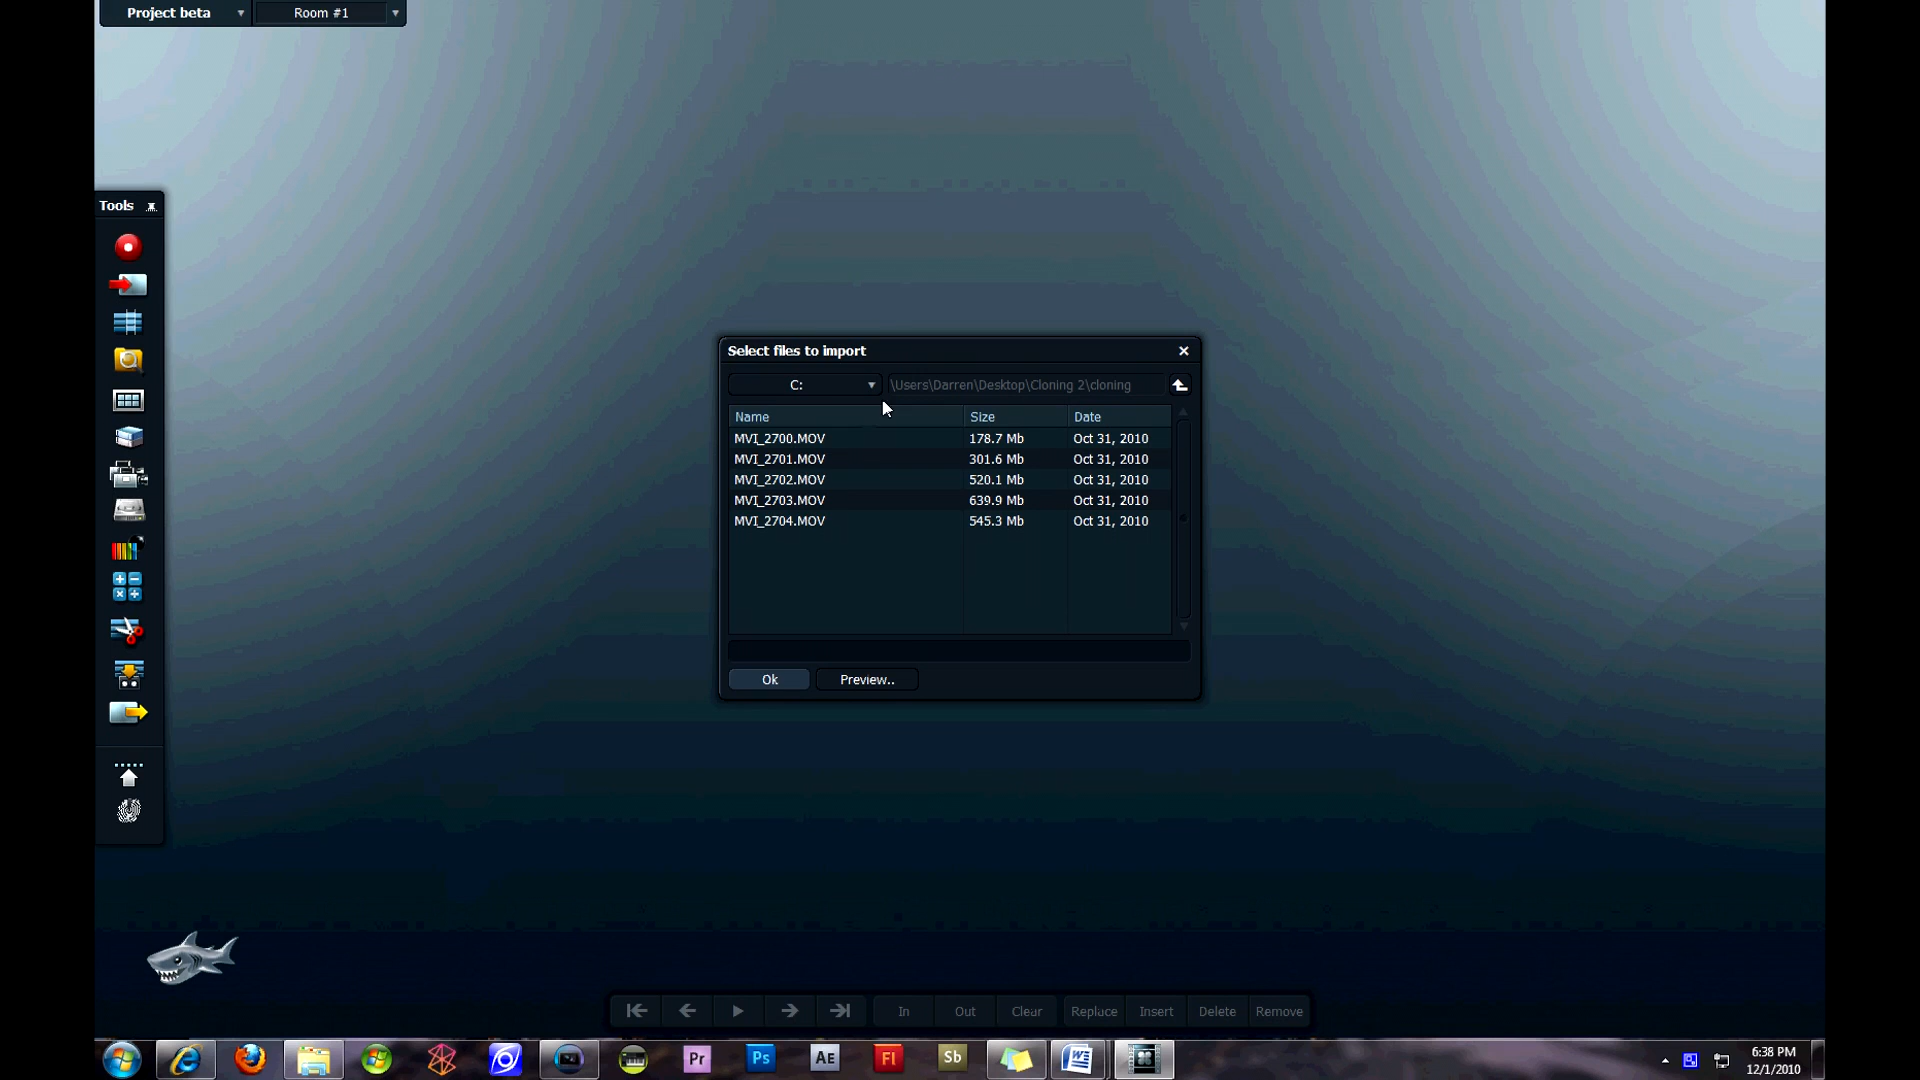 Project beta Room #1
Tools
Select files to import
C: \Users\Darren\Desktop\Cloning 2\cloning
Name Size Date
MVI_2700.MOV 178.7 Mb Oct 31, 2010
MVI_2701.MOV 301.6 Mb Oct 31, 2010
MVI_2702.MOV 520.1 Mb Oct 31, 2010
MVI_2703.MOV 639.9 Mb Oct 31, 2010
MVI_2704.MOV 545.3 Mb Oct 31, 2010
Ok Preview..
In Out Clear Replace Insert Delete Remove
Pr Ps AE Fl Sb
6:38 PM
12/1/2010